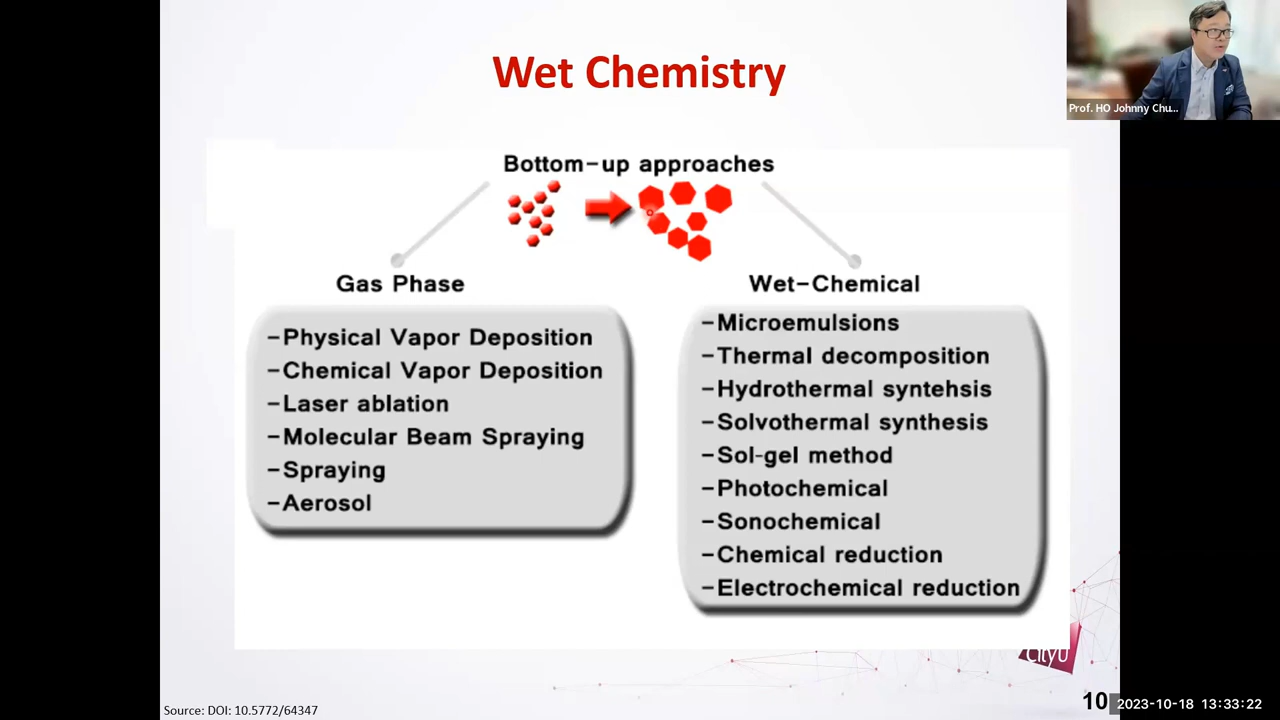 Wet Chemistry
Prof. HO Johnny Chu...
Bottom-up approaches
Gas Phase
-Physical Vapor Deposition
-Chemical Vapor Deposition
-Laser ablation
-Molecular Beam Spraying
-Spraying
-Aerosol
Wet-Chemical
-Microemulsions
-Thermal decomposition
-Hydrothermal syntehsis
-Solvothermal synthesis
-Sol-gel method
-Photochemical
-Sonochemical
-Chemical reduction
-Electrochemical reduction
CityU
Source: DOI: 10.5772/64347
10
2023-10-18 13:33:22